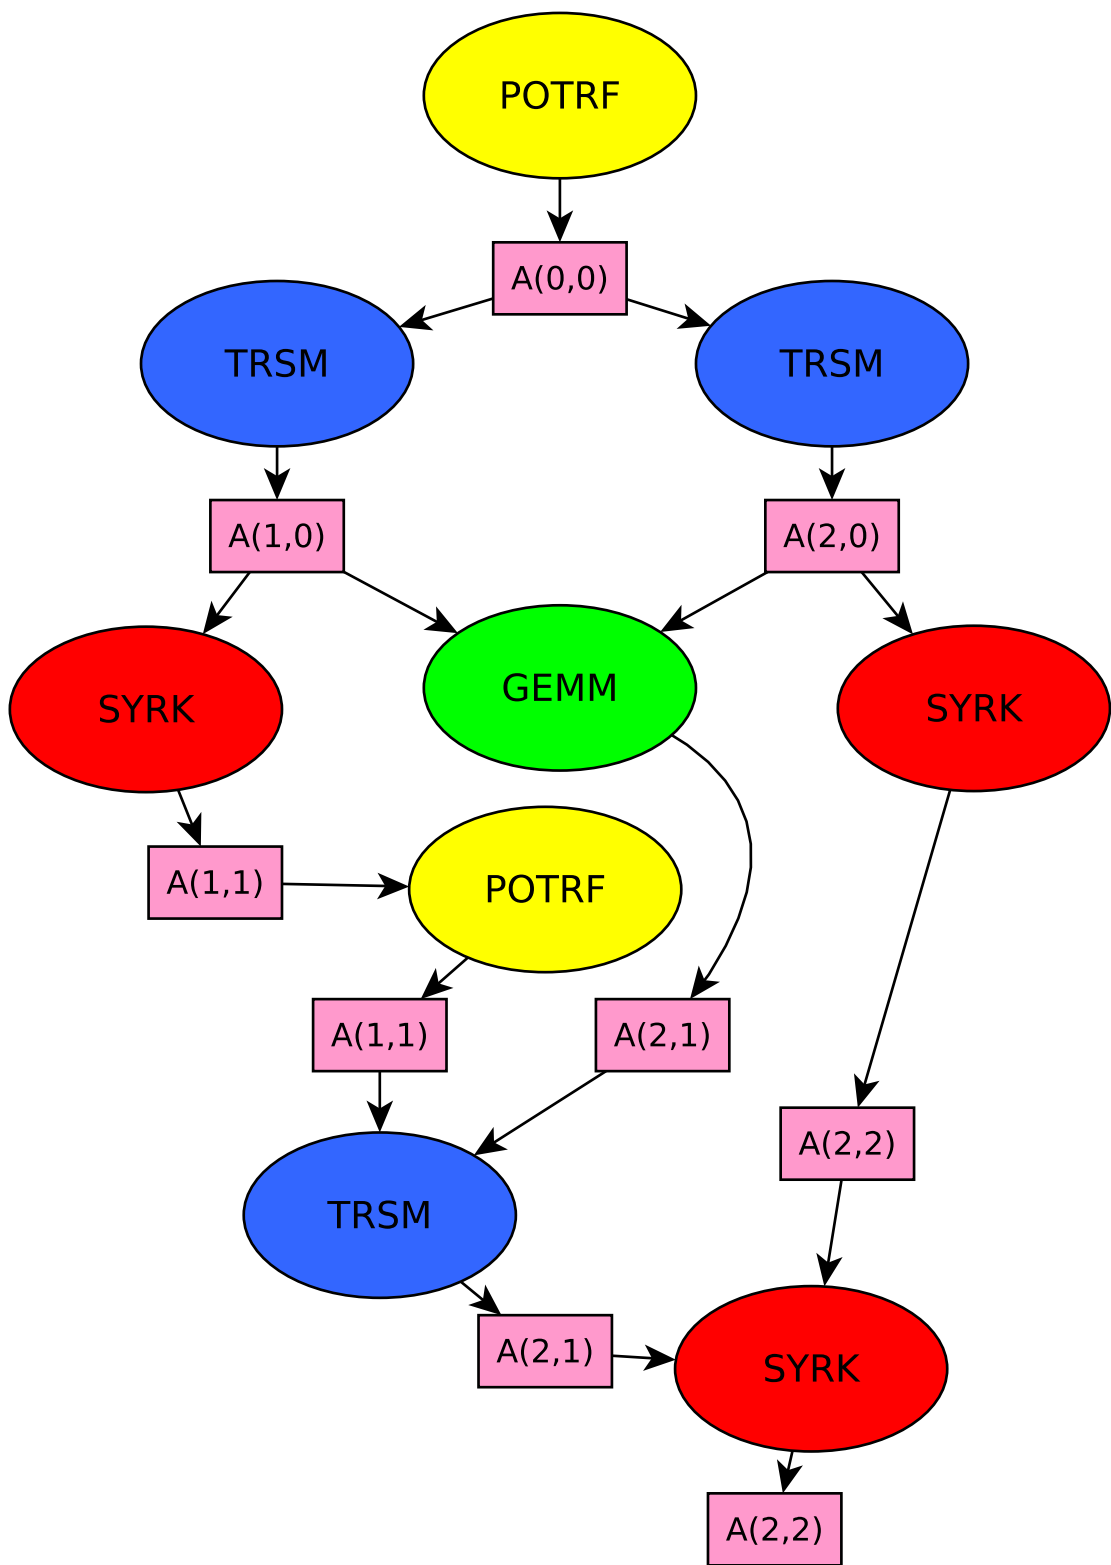 POTRF
A(0,0)
TRSM
TRSM
A(1,0)
A(2,0)
SYRK
GEMM
SYRK
A(1,1)
POTRF
A(1,1)
A(2,1)
A(2,2)
TRSM
A(2,1)
SYRK
A(2,2)